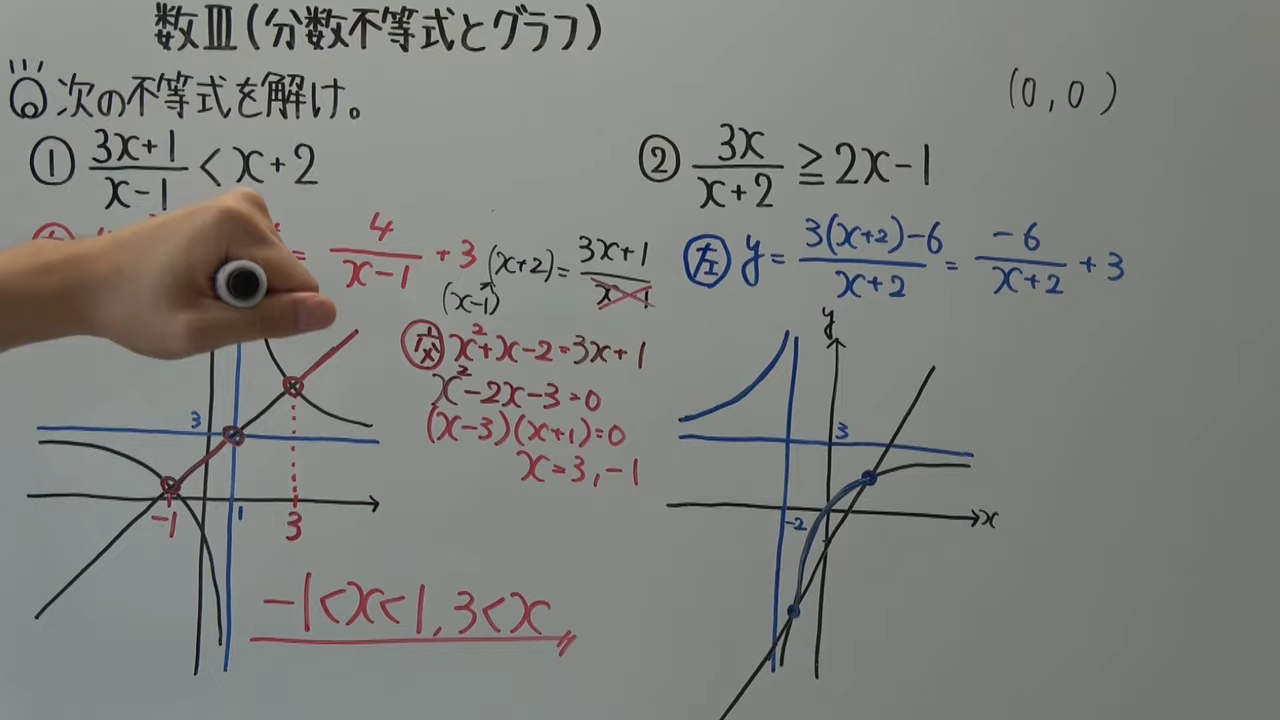 数Ⅲ(分数不等式とグラフ)
Q 次の不等式を解け。
① (3x+1)/(x-1) < x+2
= 4/(x-1) + 3
(x+2) = (3x+1)/(x-1)
(x-1)
x²+x-2=3x+1
x²-2x-3=0
(x-3)(x+1)=0
x=3,-1
3
-1
1
3
-1<x<1, 3<x
(0,0)
② 3x/(x+2) ≧ 2x-1
左 y = (3(x+2)-6)/(x+2) = -6/(x+2) + 3
y
3
-2
x